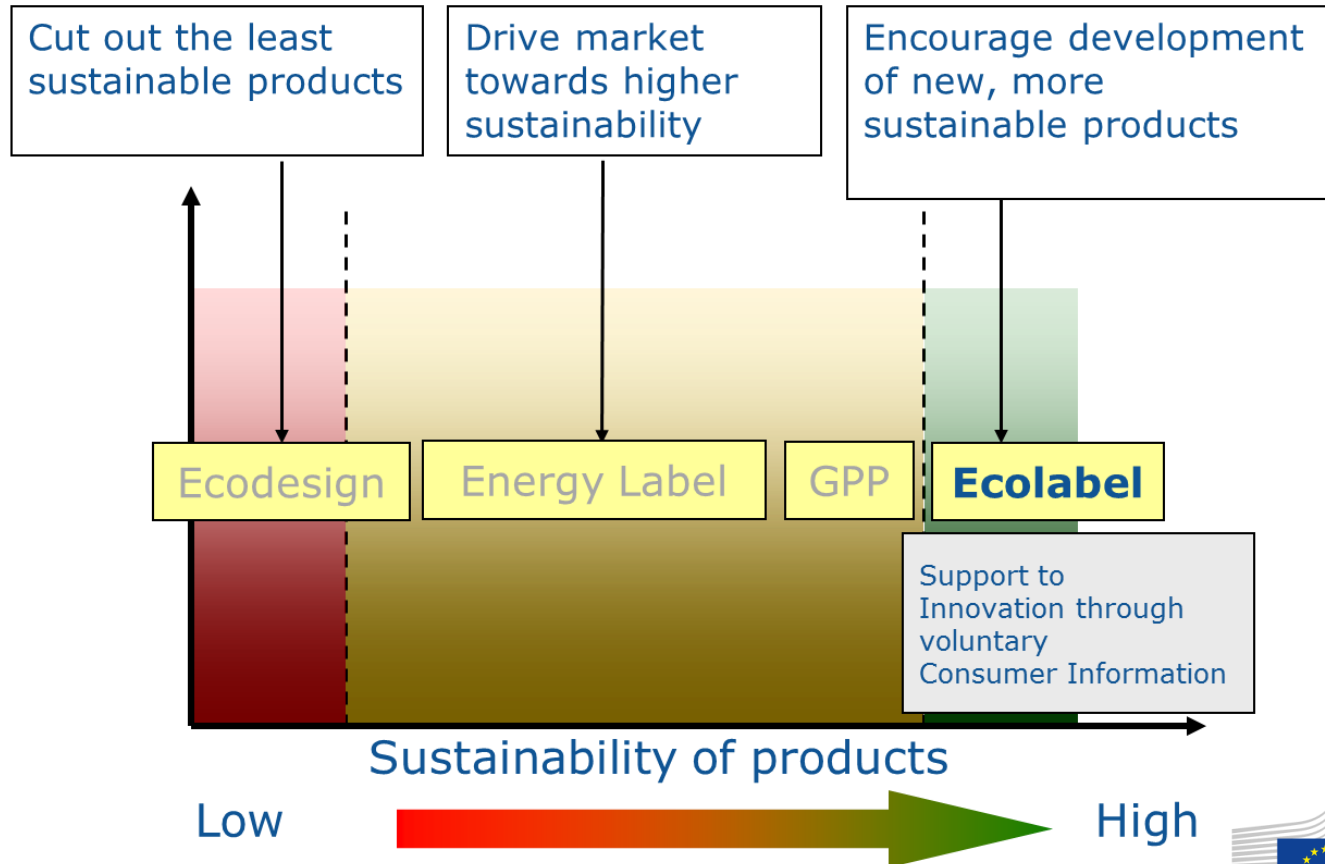 Cut out the least
sustainable products
Drive market
towards higher
sustainability
Encourage development
of new, more
sustainable products
Ecodesign
Energy Label
GPP
Ecolabel
Support to
Innovation through
voluntary
Consumer Information
Sustainability of products
Low
High